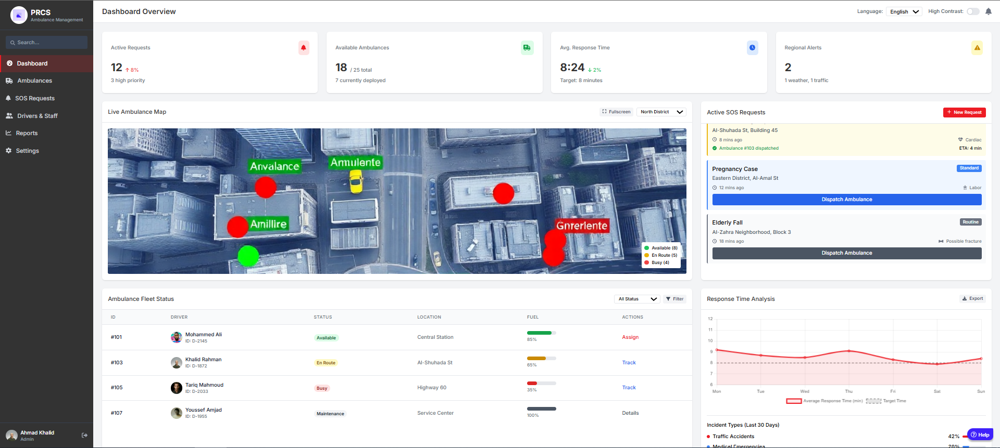 PRCS
Ambulance Management
Search...
Dashboard
Ambulances
SOS Requests
Drivers & Staff
Reports
Settings
Ahmad Khalid
Admin
Dashboard Overview
Language:
English
High Contrast:
Active Requests
12
8%
3 high priority
Available Ambulances
18 / 25 total
7 currently deployed
Avg. Response Time
8:24
2%
Target: 8 minutes
Regional Alerts
2
1 weather, 1 traffic
Live Ambulance Map
Fullscreen
North District
Anvalance
Amulente
Amillire
Gnrerlente
Available (8)
En Route (5)
Busy (4)
Active SOS Requests
+ New Request
Al-Shuhada St, Building 45
8 mins ago
Cardiac
Ambulance #103 dispatched
ETA: 4 min
Pregnancy Case
Standard
Eastern District, Al-Amal St
12 mins ago
Labor
Dispatch Ambulance
Elderly Fall
Routine
Al-Zahra Neighborhood, Block 3
18 mins ago
Possible fracture
Dispatch Ambulance
Ambulance Fleet Status
All Status
Filter
ID DRIVER STATUS LOCATION FUEL ACTIONS
#101 Mohammed Ali Available Central Station 85% Assign
ID: D-2145
#103 Khalid Rahman En Route Al-Shuhada St 65% Track
ID: D-1872
#105 Tariq Mahmoud Busy Highway 60 35% Track
ID: D-2033
#107 Youssef Amjad Maintenance Service Center 100% Details
ID: D-1955
Response Time Analysis
Export
12
11
10
9
8
7
6
Mon Tue Wed Thu Fri Sat Sun
Average Response Time (min) Target Time
Incident Types (Last 30 Days)
Traffic Accidents 42%
Medical Emergencies 20%
Help